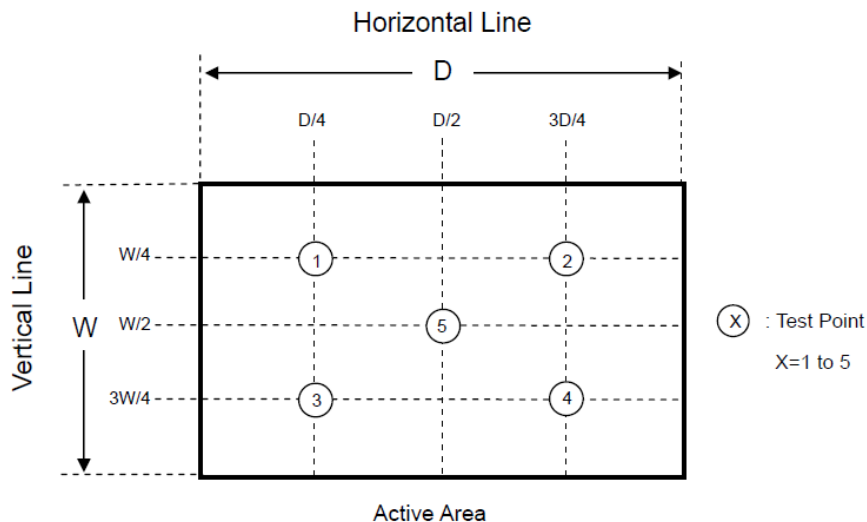 Horizontal Line
D
D/4 D/2 3D/4
Vertical Line
W
W/4
1 2
W/2
5
X : Test Point
X=1 to 5
3W/4
3 4
Active Area